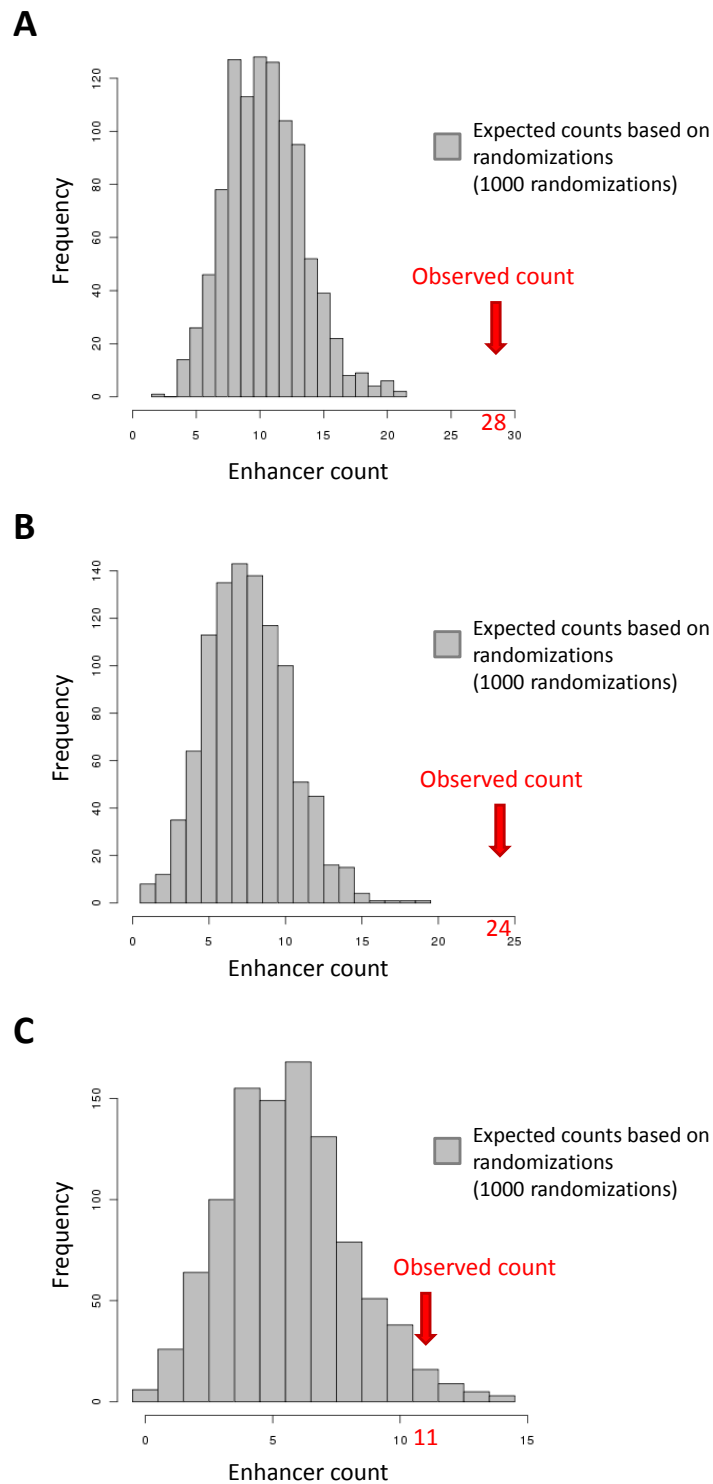 A
120
100
80
60
40
20
0
Frequency
Expected counts based on
randomizations
(1000 randomizations)
Observed count
28
0 5 10 15 20 25 30
Enhancer count
B
140
120
100
80
60
40
20
0
Frequency
Expected counts based on
randomizations
(1000 randomizations)
Observed count
24
0 5 10 15 20 25
Enhancer count
C
150
100
50
0
Frequency
Expected counts based on
randomizations
(1000 randomizations)
Observed count
0 5 10 11 15
Enhancer count